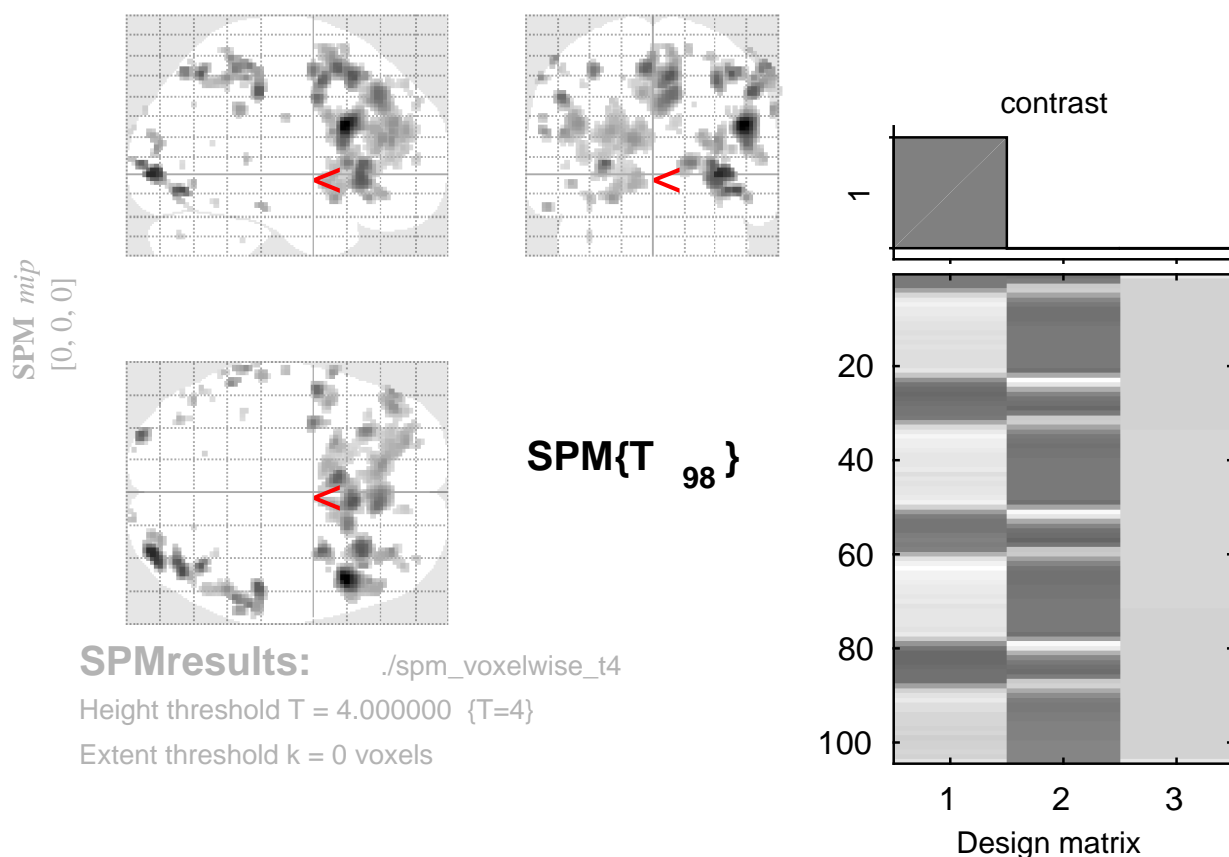 SPM mip
[0, 0, 0]
<
<
<
SPM{T 98}
SPMresults: ./spm_voxelwise_t4
Height threshold T = 4.000000 {T=4}
Extent threshold k = 0 voxels
contrast
1
20
40
60
80
100
1 2 3
Design matrix